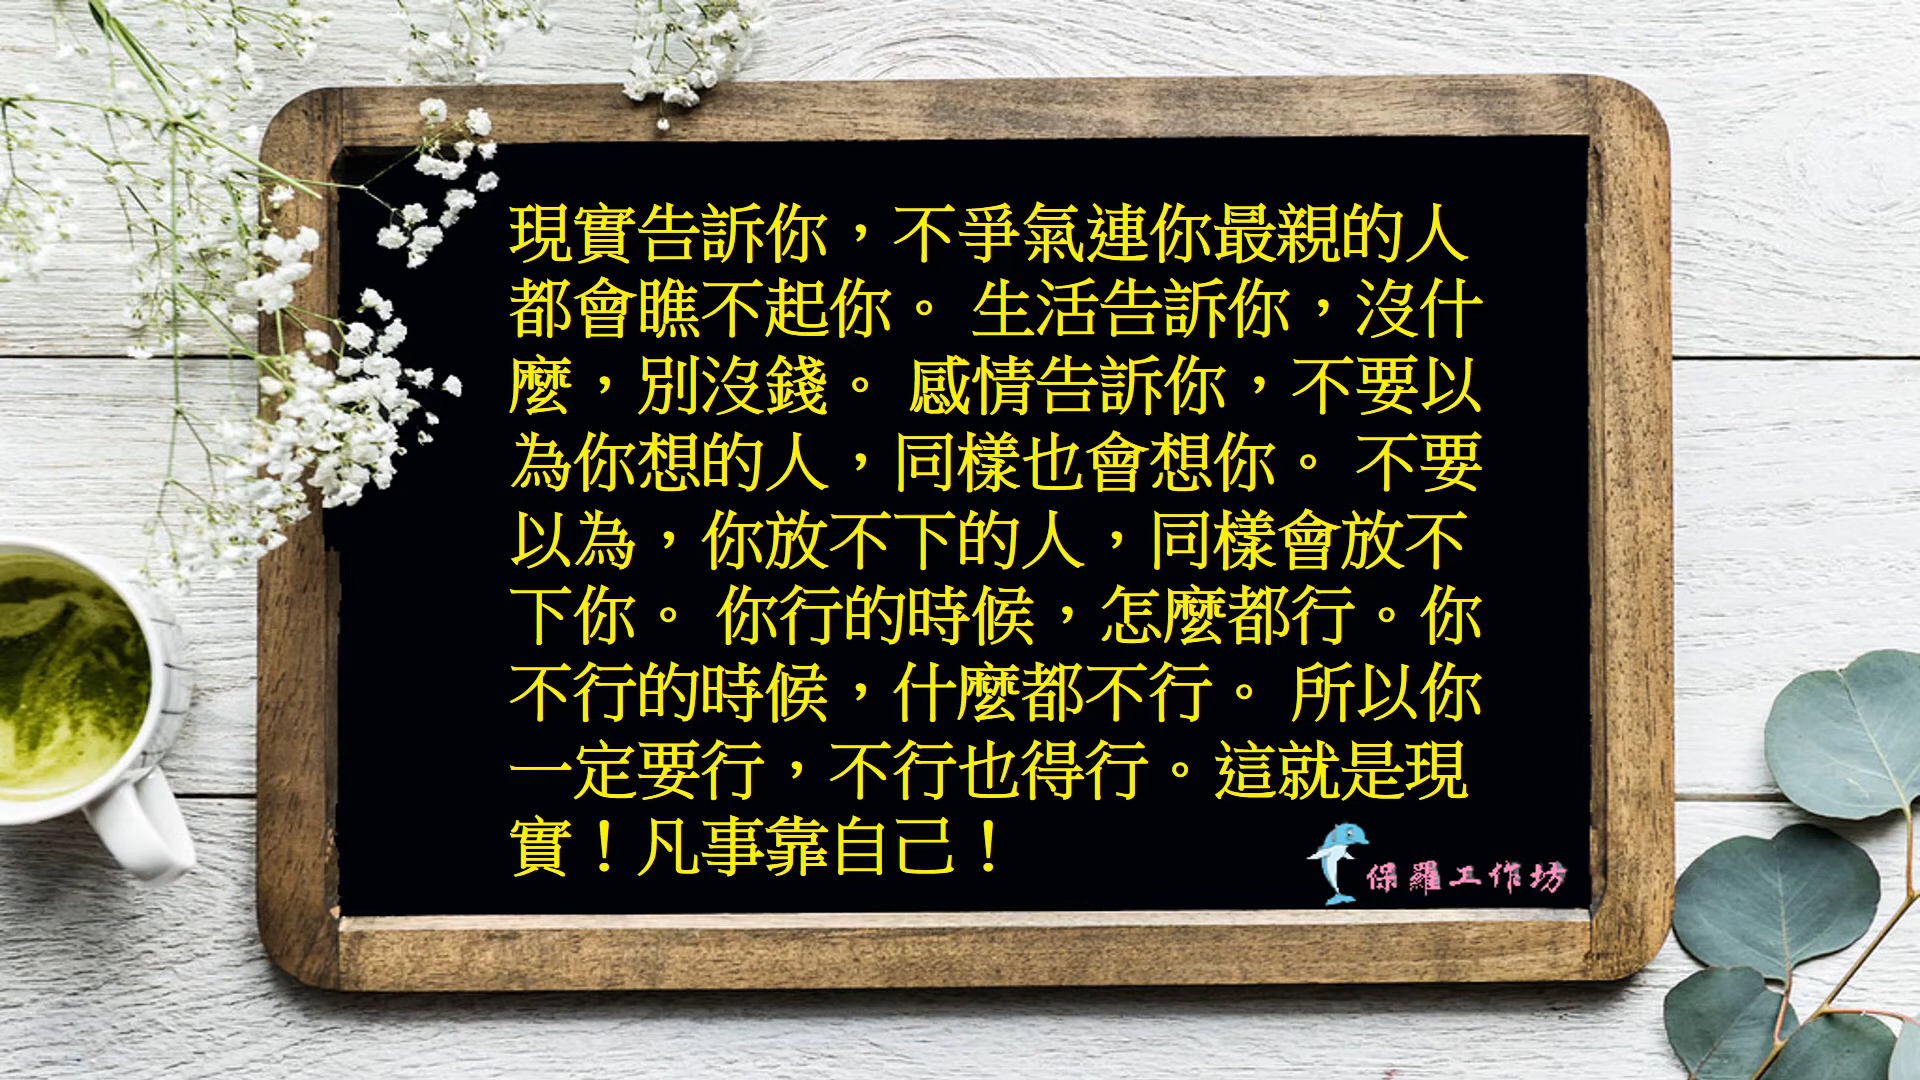 現實告訴你，不爭氣連你最親的人
都會瞧不起你。 生活告訴你，沒什
麼，別沒錢。 感情告訴你，不要以
為你想的人，同樣也會想你。 不要
以為，你放不下的人，同樣會放不
下你。 你行的時候，怎麼都行。你
不行的時候，什麼都不行。 所以你
一定要行，不行也得行。這就是現
實！凡事靠自己！
保羅工作坊